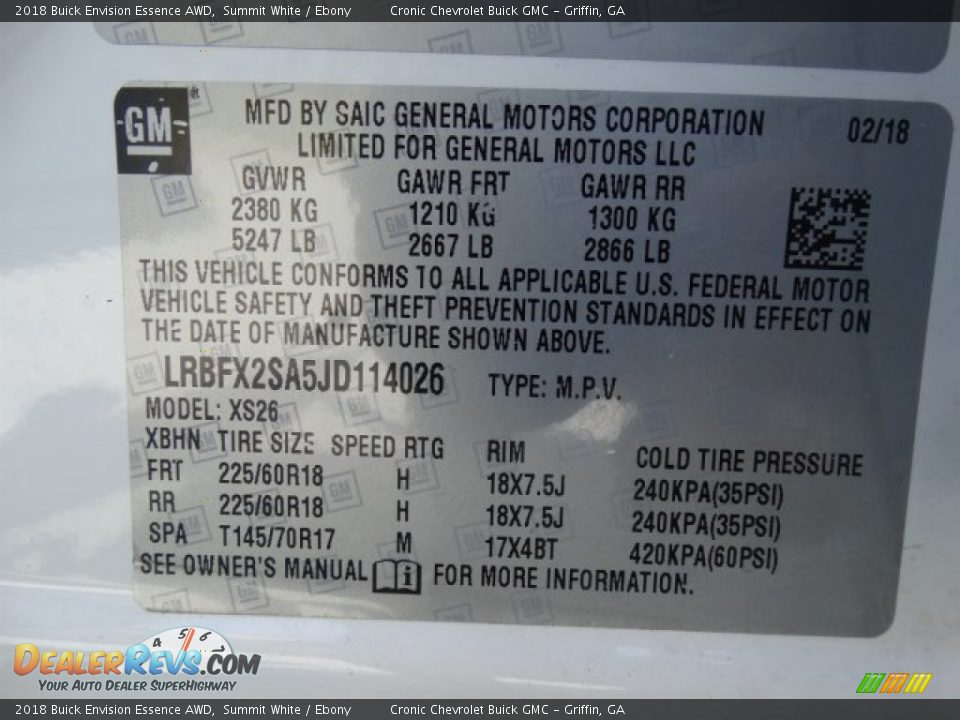 2018 Buick Envision Essence AWD, Summit White / Ebony Cronic Chevrolet Buick GMC - Griffin, GA
GM MFD BY SAIC GENERAL MOTORS CORPORATION 02/18
LIMITED FOR GENERAL MOTORS LLC
GVWR GAWR FRT GAWR RR
2380 KG 1210 KG 1300 KG
5247 LB 2667 LB 2866 LB
THIS VEHICLE CONFORMS TO ALL APPLICABLE U.S. FEDERAL MOTOR
VEHICLE SAFETY AND THEFT PREVENTION STANDARDS IN EFFECT ON
THE DATE OF MANUFACTURE SHOWN ABOVE.
LRBFX2SA5JD114026 TYPE: M.P.V.
MODEL: XS26
XBHN TIRE SIZE SPEED RTG RIM COLD TIRE PRESSURE
FRT 225/60R18 H 18X7.5J 240KPA(35PSI)
RR 225/60R18 H 18X7.5J 240KPA(35PSI)
SPA T145/70R17 M 17X4BT 420KPA(60PSI)
SEE OWNER'S MANUAL i FOR MORE INFORMATION.
4 5 6
DealerRevs.com
Your Auto Dealer SuperHighway
2018 Buick Envision Essence AWD, Summit White / Ebony Cronic Chevrolet Buick GMC - Griffin, GA